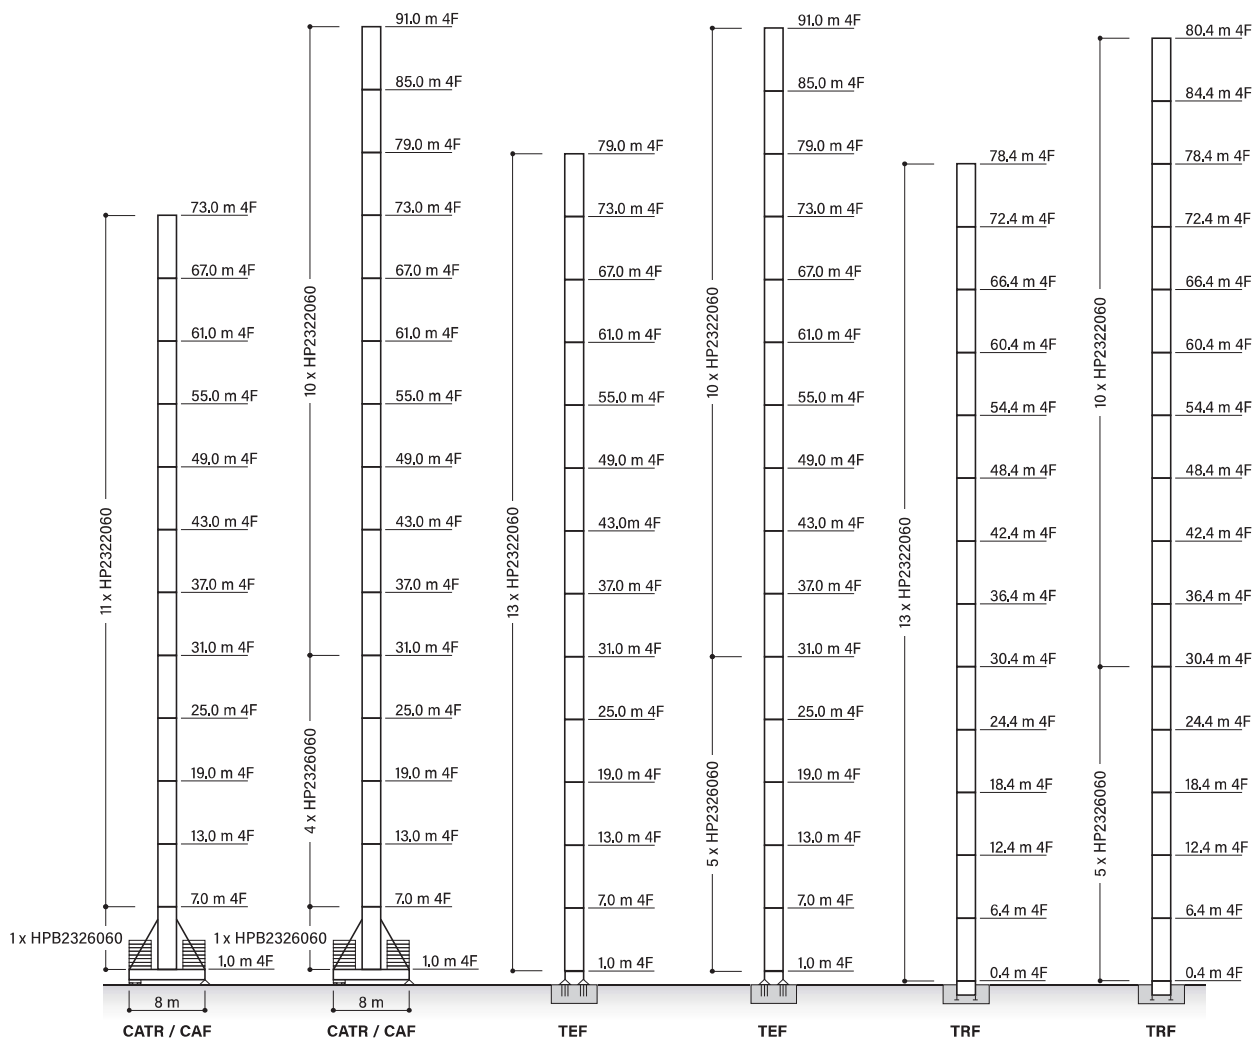 73.0 m 4F
67.0 m 4F
61.0 m 4F
55.0 m 4F
49.0 m 4F
43.0 m 4F
37.0 m 4F
31.0 m 4F
25.0 m 4F
19.0 m 4F
13.0 m 4F
7.0 m 4F
1.0 m 4F
11 x HP2322060
1 x HPB2326060
8 m
CATR / CAF
91.0 m 4F
85.0 m 4F
79.0 m 4F
73.0 m 4F
67.0 m 4F
61.0 m 4F
55.0 m 4F
49.0 m 4F
43.0 m 4F
37.0 m 4F
31.0 m 4F
25.0 m 4F
19.0 m 4F
13.0 m 4F
7.0 m 4F
1.0 m 4F
10 x HP2322060
4 x HP2326060
1 x HPB2326060
8 m
CATR / CAF
79.0 m 4F
73.0 m 4F
67.0 m 4F
61.0 m 4F
55.0 m 4F
49.0 m 4F
43.0m 4F
37.0 m 4F
31.0 m 4F
25.0 m 4F
19.0 m 4F
13.0 m 4F
7.0 m 4F
1.0 m 4F
13 x HP2322060
TEF
91.0 m 4F
85.0 m 4F
79.0 m 4F
73.0 m 4F
67.0 m 4F
61.0 m 4F
55.0 m 4F
49.0 m 4F
43.0 m 4F
37.0 m 4F
31.0 m 4F
25.0 m 4F
19.0 m 4F
13.0 m 4F
7.0 m 4F
1.0 m 4F
10 x HP2322060
5 x HP2326060
TEF
78.4 m 4F
72.4 m 4F
66.4 m 4F
60.4 m 4F
54.4 m 4F
48.4 m 4F
42.4 m 4F
36.4 m 4F
30.4 m 4F
24.4 m 4F
18.4 m 4F
12.4 m 4F
6.4 m 4F
0.4 m 4F
13 x HP2322060
TRF
80.4 m 4F
84.4 m 4F
78.4 m 4F
72.4 m 4F
66.4 m 4F
60.4 m 4F
54.4 m 4F
48.4 m 4F
42.4 m 4F
36.4 m 4F
30.4 m 4F
24.4 m 4F
18.4 m 4F
12.4 m 4F
6.4 m 4F
0.4 m 4F
10 x HP2322060
5 x HP2326060
TRF